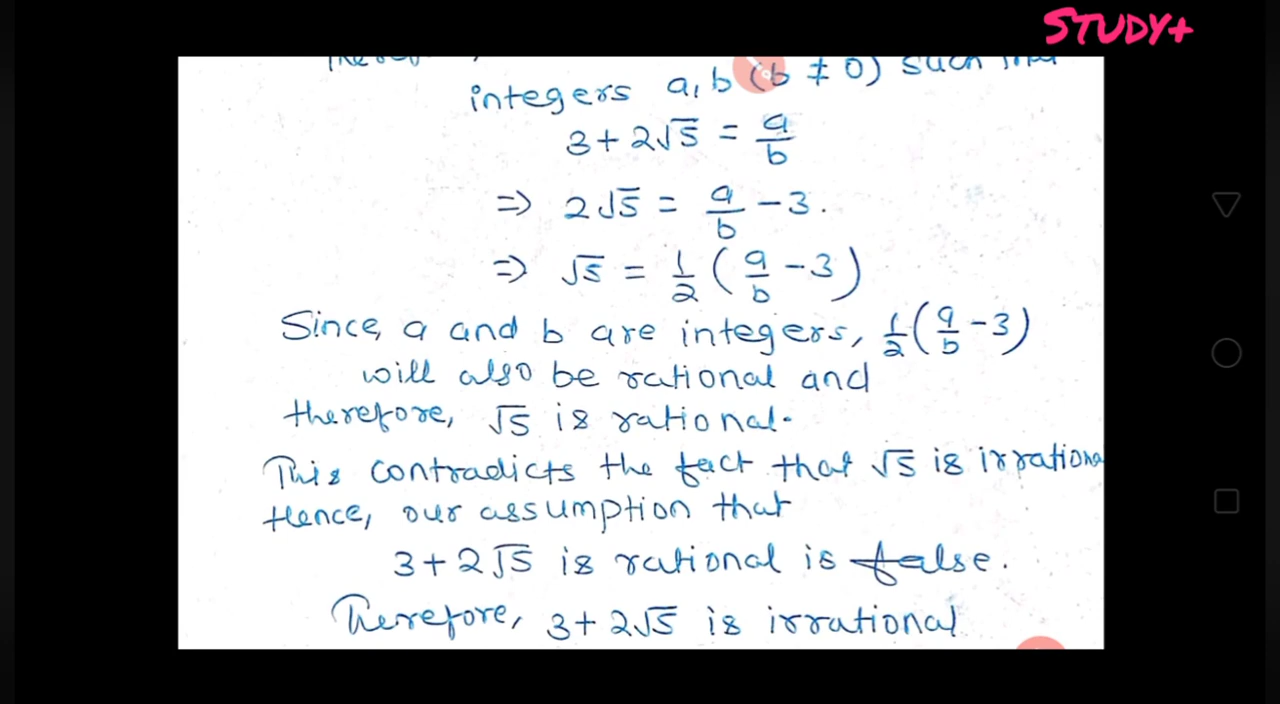 STUDY+
integers a, b (b ≠ 0) such
3 + 2√5 = a/b
⇒ 2√5 = a/b - 3.
⇒ √5 = 1/2 (a/b - 3)
Since, a and b are integers, 1/2 (a/b - 3)
will also be rational and
therefore, √5 is rational.
This contradicts the fact that √5 is irrationa
Hence, our assumption that
3 + 2√5 is rational is false.
Therefore, 3 + 2√5 is irrational